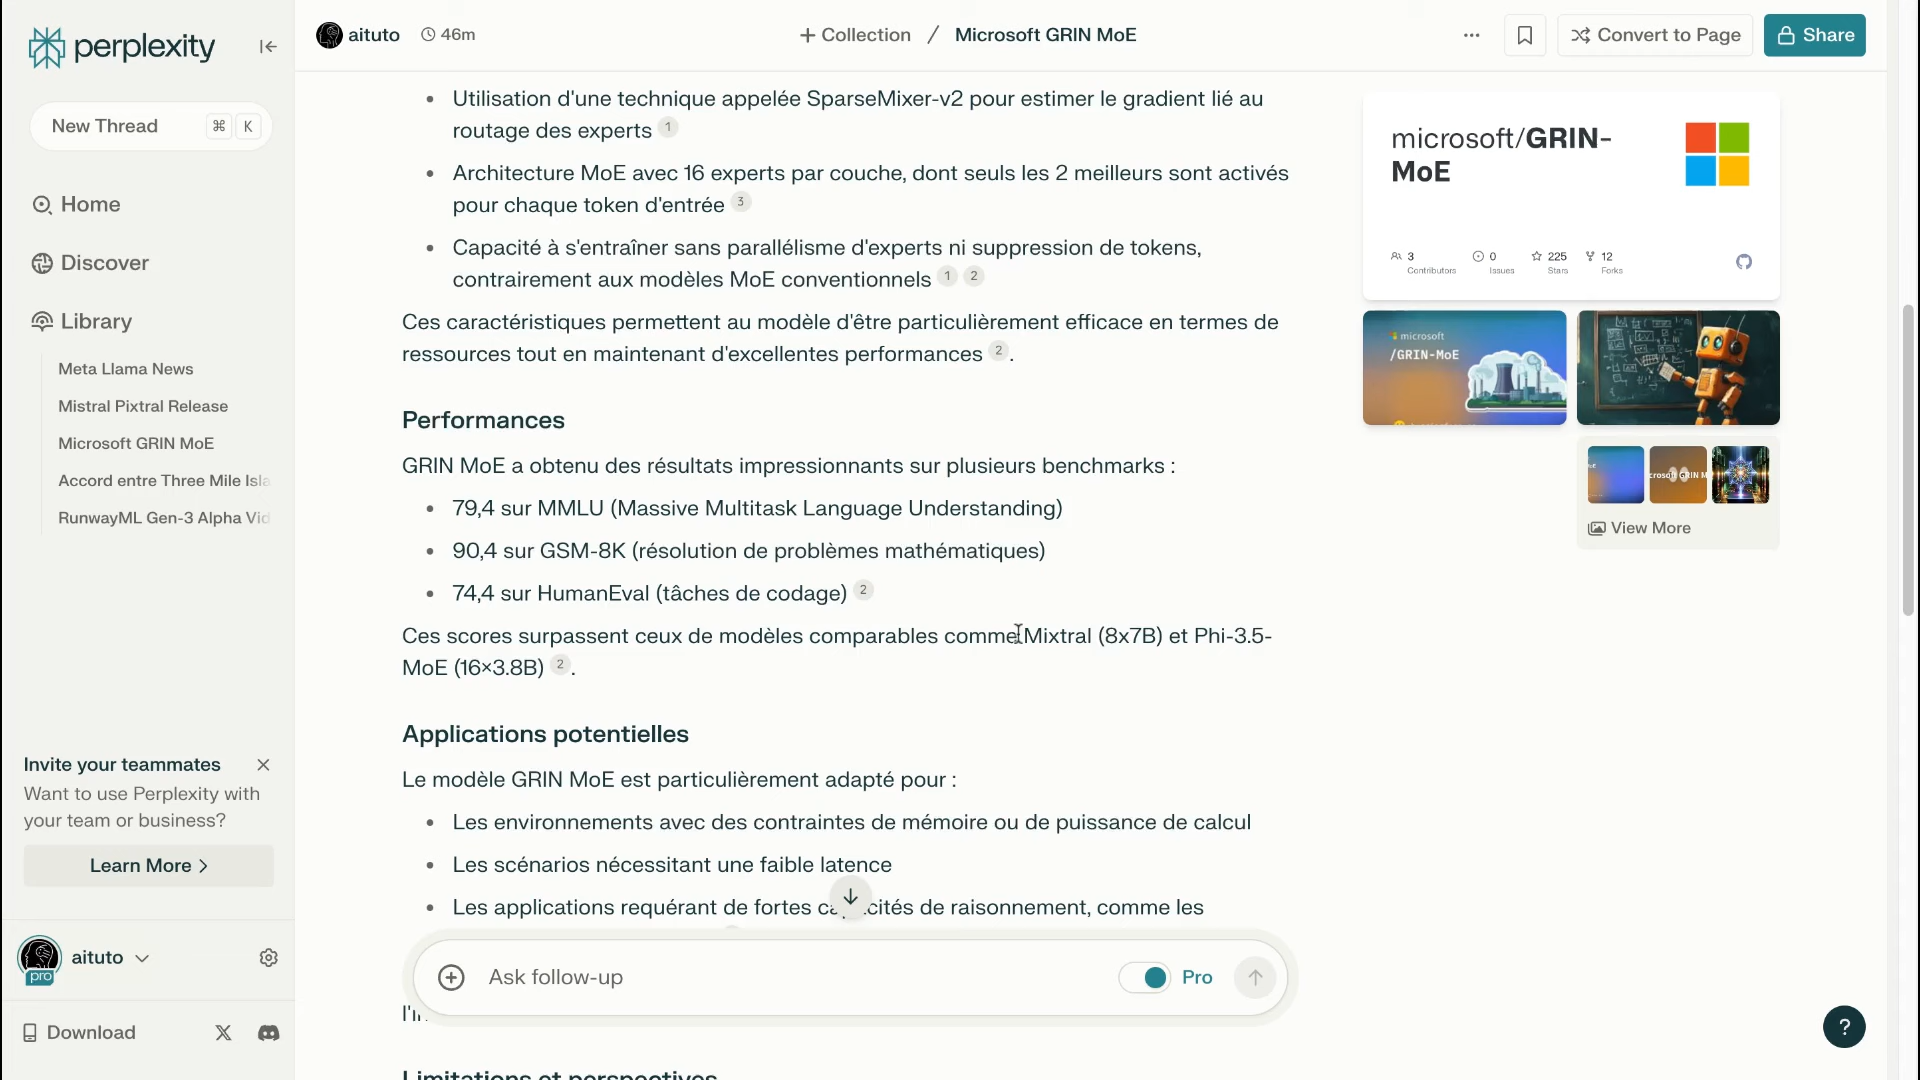 perplexity
New Thread
⌘ K
Home
Discover
Library
Meta Llama News
Mistral Pixtral Release
Microsoft GRIN MoE
Accord entre Three Mile Isla
RunwayML Gen-3 Alpha Vid
Invite your teammates
Want to use Perplexity with
your team or business?
Learn More >
aituto
pro
Download
aituto 46m
+ Collection / Microsoft GRIN MoE
... Convert to Page Share
• Utilisation d'une technique appelée SparseMixer-v2 pour estimer le gradient lié au
routage des experts 1
• Architecture MoE avec 16 experts par couche, dont seuls les 2 meilleurs sont activés
pour chaque token d'entrée 3
• Capacité à s'entraîner sans parallélisme d'experts ni suppression de tokens,
contrairement aux modèles MoE conventionnels 1 2
Ces caractéristiques permettent au modèle d'être particulièrement efficace en termes de
ressources tout en maintenant d'excellentes performances 2.
Performances
GRIN MoE a obtenu des résultats impressionnants sur plusieurs benchmarks :
• 79,4 sur MMLU (Massive Multitask Language Understanding)
• 90,4 sur GSM-8K (résolution de problèmes mathématiques)
• 74,4 sur HumanEval (tâches de codage) 2
Ces scores surpassent ceux de modèles comparables comme Mixtral (8x7B) et Phi-3.5-
MoE (16×3.8B) 2.
Applications potentielles
Le modèle GRIN MoE est particulièrement adapté pour :
• Les environnements avec des contraintes de mémoire ou de puissance de calcul
• Les scénarios nécessitant une faible latence
• Les applications requérant de fortes cités de raisonnement, comme les
Ask follow-up Pro
Limitations et perspectives
microsoft/GRIN-
MoE
3 0 225 12
Contributors Issues Stars Forks
microsoft
/GRIN-MoE
View More
?